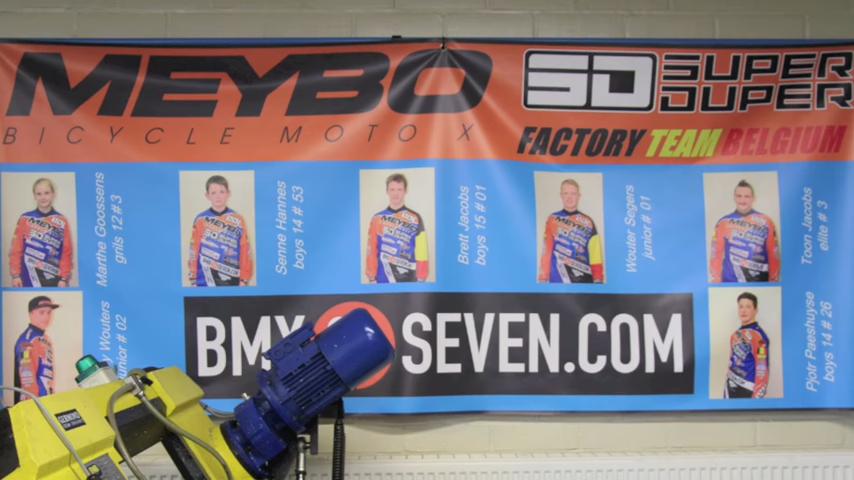 MEYBO
BICYCLE MOTO X
SD SUPER
DUPER
FACTORY TEAM BELGIUM
Marthe Goossens
grils 12 # 3
Senne Hannes
boys 14 # 53
Brett Jacobs
boys 15 # 01
Wouter Segers
junior # 01
Toon Jacobs
elite # 3
Wouters
junior # 02
BMX SEVEN.COM
Pjotr Paeshuyse
boys 14 # 26